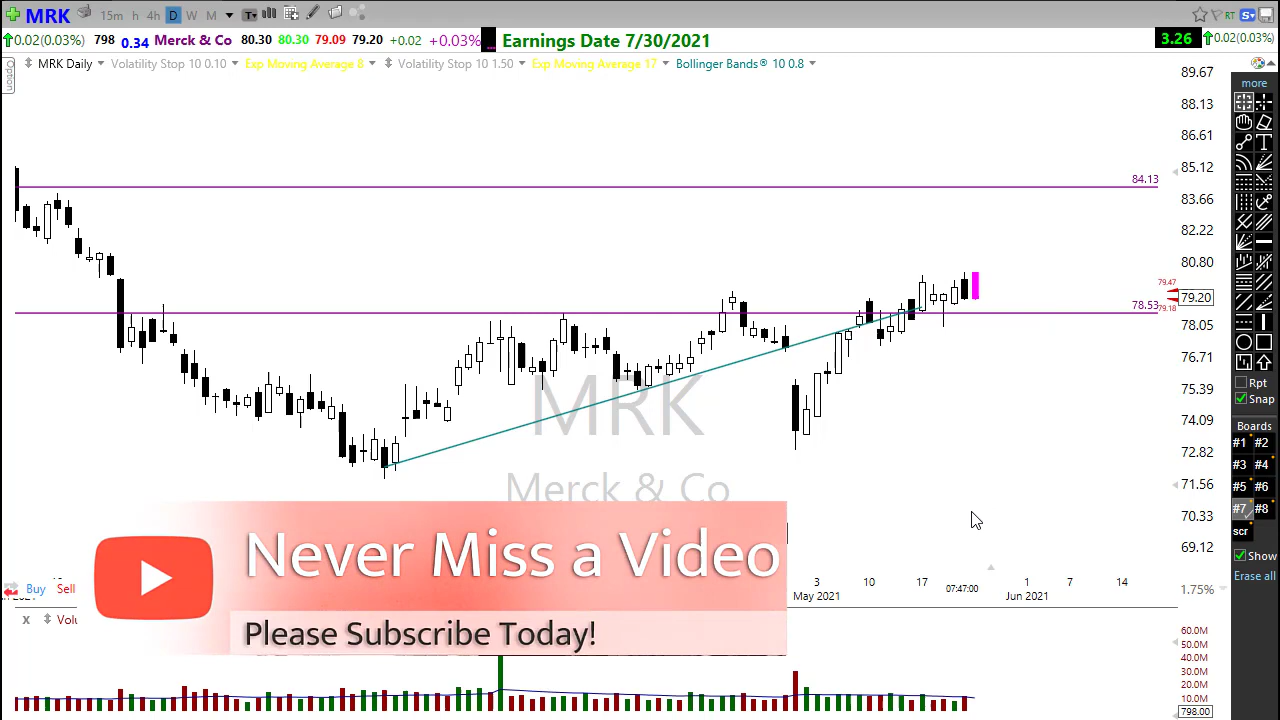 MRK 15m h 4h D W M T
0.02(0.03%) 798 0.34 Merck & Co 80.30 80.30 79.09 79.20 +0.02 +0.03% Earnings Date 7/30/2021 3.26 0.02(0.03%)
RT S
Option
MRK Daily Volatility Stop 10 0.10 Exp Moving Average 8 Volatility Stop 10 1.50 Exp Moving Average 17 Bollinger Bands® 10 0.8
89.67
88.13
86.61
85.12
84.13
83.66
82.22
80.80
79.47
79.20
78.53
79.18
78.05
76.71
75.39
74.09
72.82
71.56
70.33
69.12
MRK
Merck & Co
more
T
Rpt
Snap
Boards
#1 #2
#3 #4
#5 #6
#7 #8
scr
Show
Erase all
Never Miss a Video
Please Subscribe Today!
Buy Sell
3 10 17 07:47:00 1 7 14
May 2021 Jun 2021
1.75%
x
60.0M
50.0M
40.0M
30.0M
20.0M
10.0M
798.00